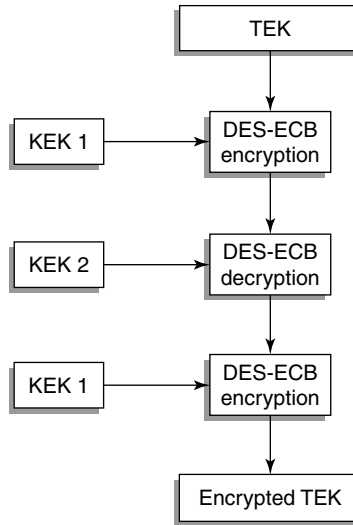 TEK
KEK 1
DES-ECB
encryption
KEK 2
DES-ECB
decryption
KEK 1
DES-ECB
encryption
Encrypted TEK